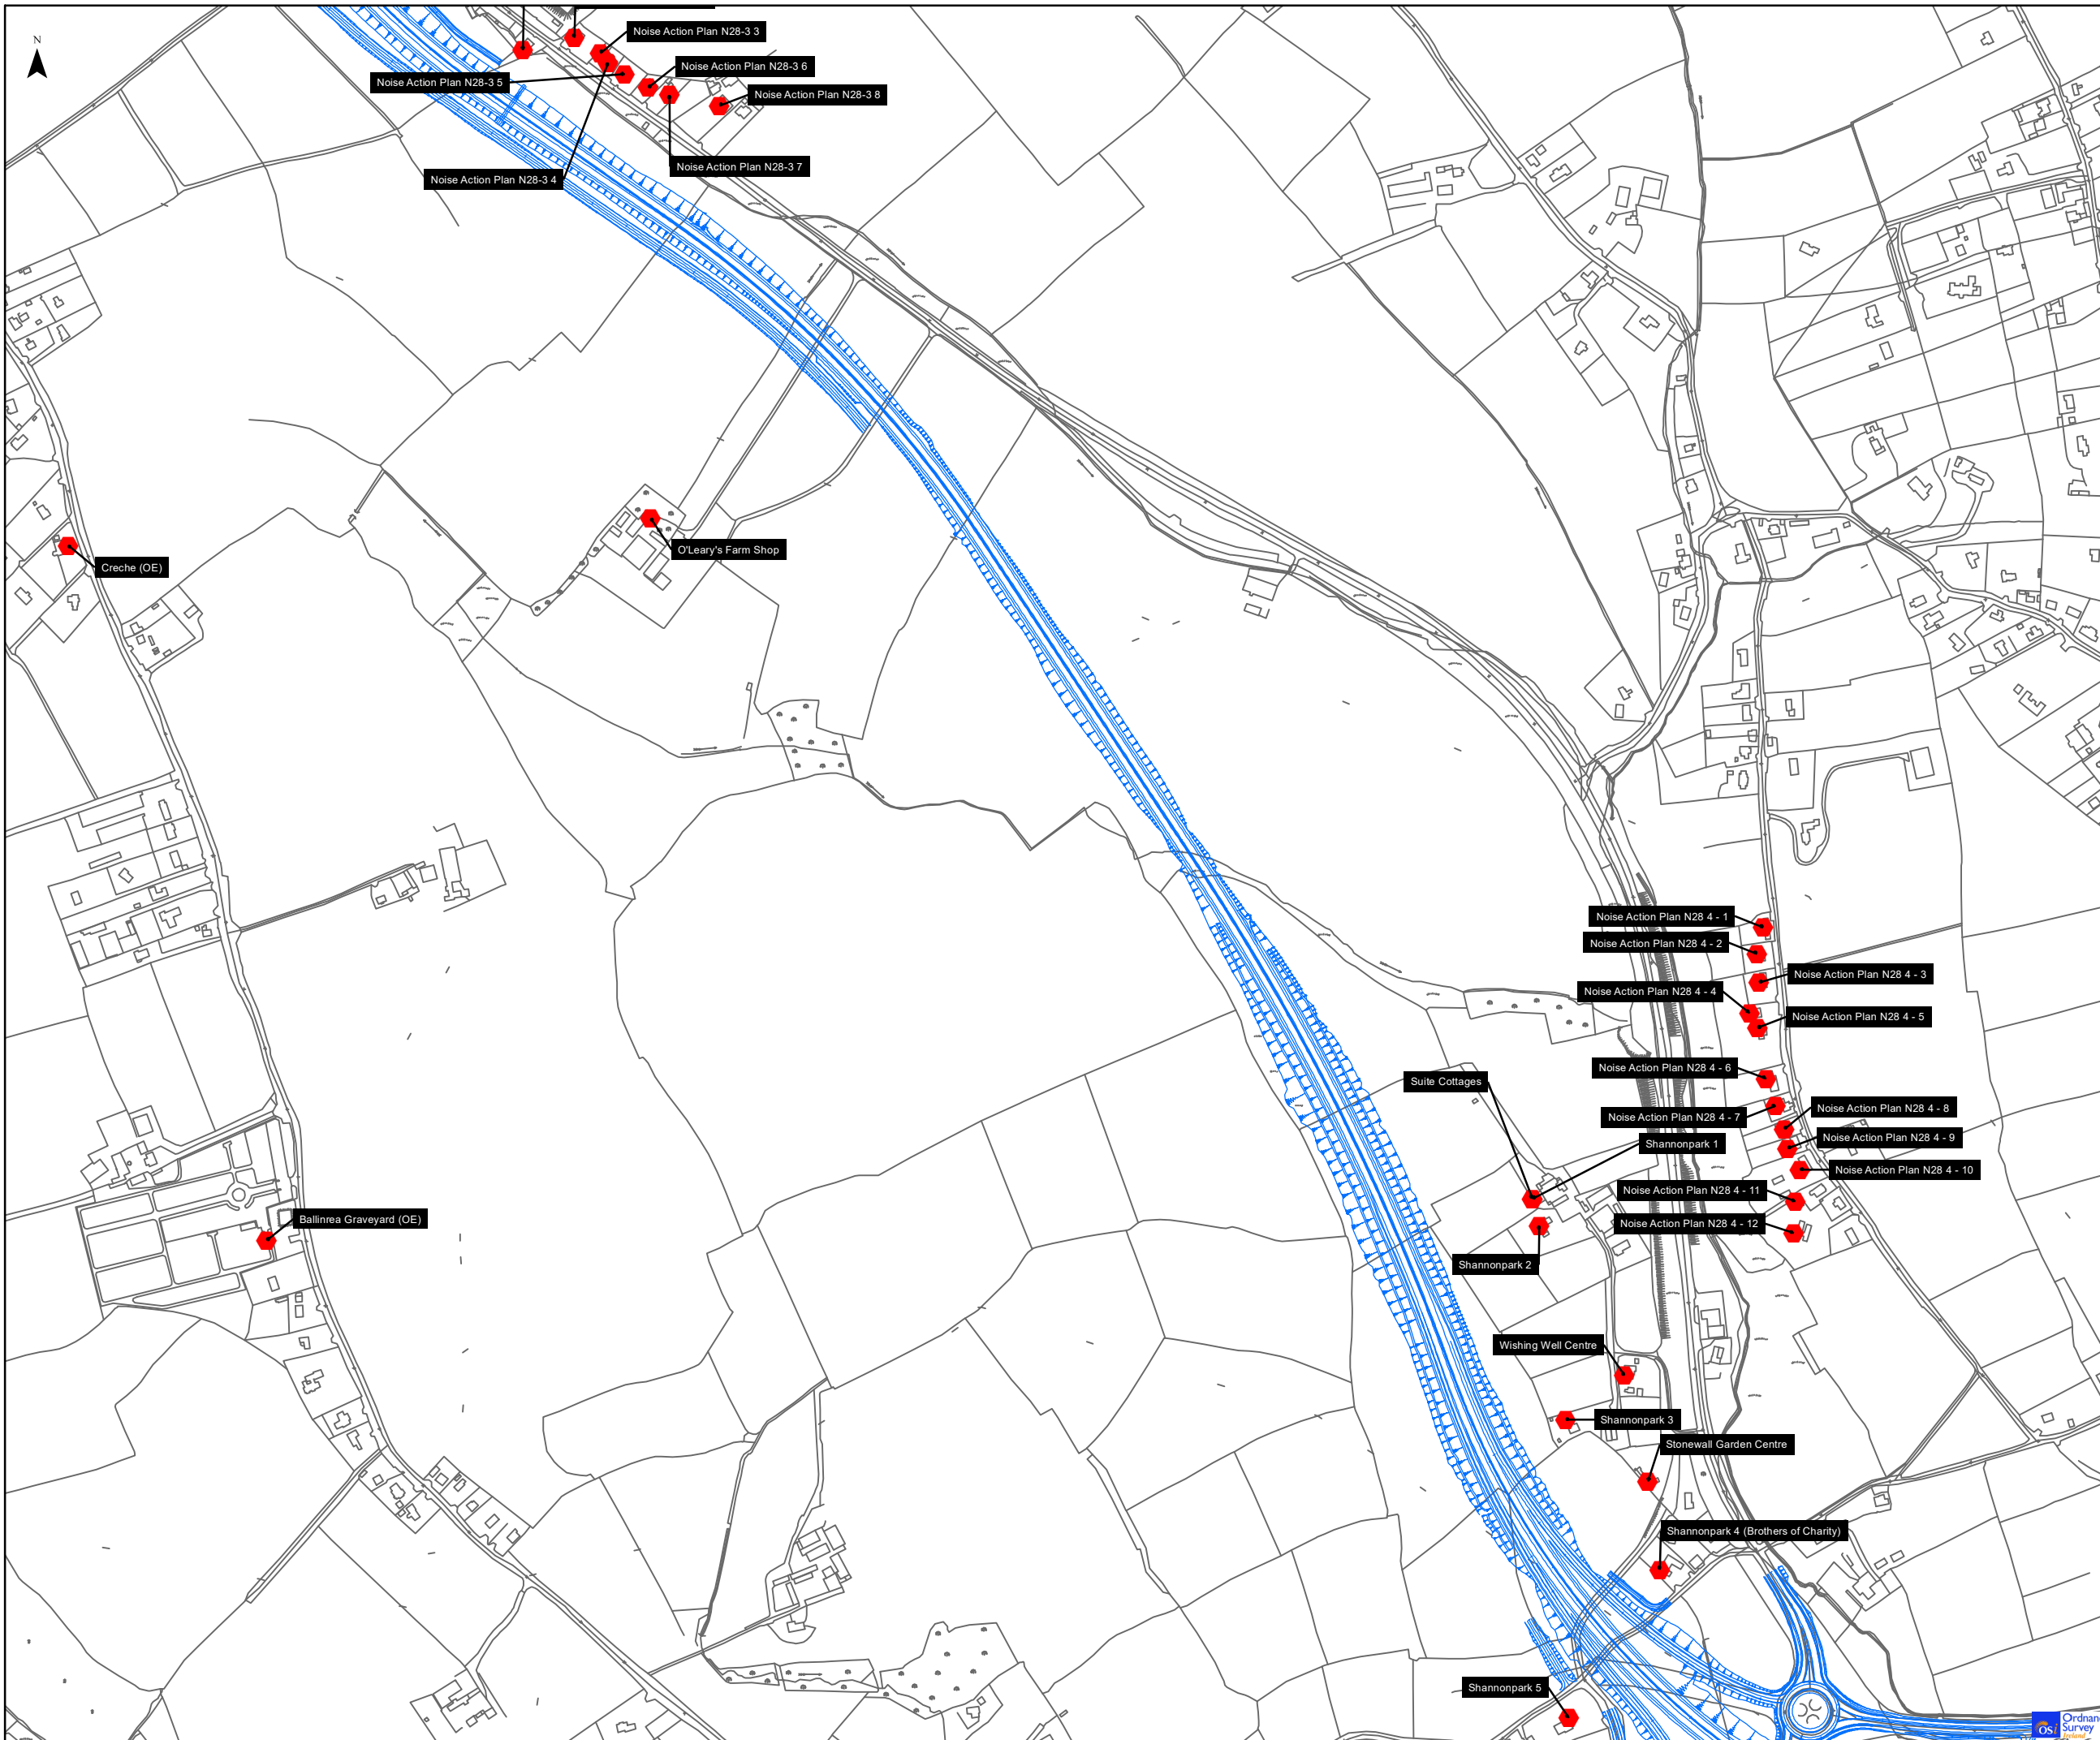 N
Noise Action Plan N28-3 3
Noise Action Plan N28-3 6
Noise Action Plan N28-3 5
Noise Action Plan N28-3 8
Noise Action Plan N28-3 7
Noise Action Plan N28-3 4
O'Leary's Farm Shop
Creche (OE)
Noise Action Plan N28 4 - 1
Noise Action Plan N28 4 - 2
Noise Action Plan N28 4 - 3
Noise Action Plan N28 4 - 4
Noise Action Plan N28 4 - 5
Noise Action Plan N28 4 - 6
Suite Cottages
Noise Action Plan N28 4 - 8
Noise Action Plan N28 4 - 7
Noise Action Plan N28 4 - 9
Shannonpark 1
Noise Action Plan N28 4 - 10
Noise Action Plan N28 4 - 11
Ballinrea Graveyard (OE)
Noise Action Plan N28 4 - 12
Shannonpark 2
Wishing Well Centre
Shannonpark 3
Stonewall Garden Centre
Shannonpark 4 (Brothers of Charity)
Shannonpark 5
OSi
Ordnan
Survey
Ireland